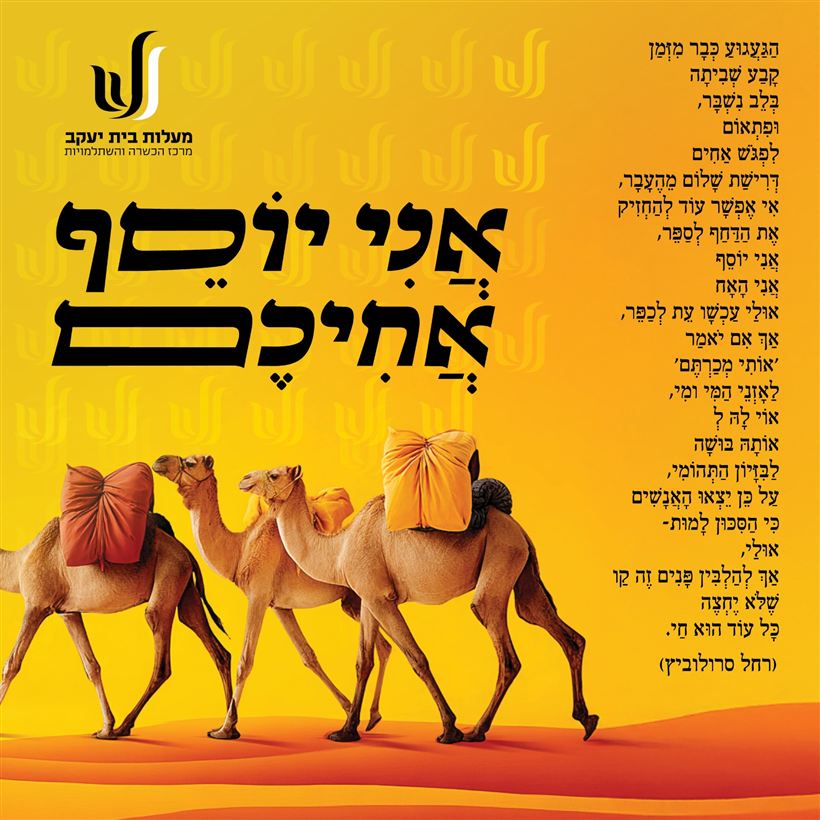 מעלות בית יעקב
מרכז הכשרה והשתלמויות
אֲנִי יוֹסֵף
אֲחִיכֶם
הַגַּעְגּוּעַ כְּבָר מִזְּמַן
קָבַע שְׁבִיתָה
בְּלֵב נִשְׁבָּר,
וּפִתְאוֹם
לִפְגֹּשׁ אַחִים
דְּרִישַׁת שָׁלוֹם מֵהֶעָבָר,
אִי אֶפְשָׁר עוֹד לְהַחְזִיק
אֶת הַדַּחַף לְסַפֵּר,
אֲנִי יוֹסֵף
אֲנִי הָאָח
אוּלַי עַכְשָׁו עֵת לְכַפֵּר,
אַךְ אִם יֹאמַר
'אוֹתִי מְכַרְתֶּם'
לְאָזְנֵי הַמִּי וּמִי,
אוֹי לָהּ לְ
אוֹתָהּ בּוּשָׁה
לַבִּזָּיוֹן הַתְּהוֹמִי,
עַל כֵּן יֵצְאוּ הָאֲנָשִׁים
כִּי הַסִּכּוּן לָמוּת-
אוּלַי,
אַךְ לְהַלְבִּין פָּנִים זֶה קַו
שֶׁלֹּא יֶחְצֶה
כָּל עוֹד הוּא חַי.
(רחל סרולוביץ)